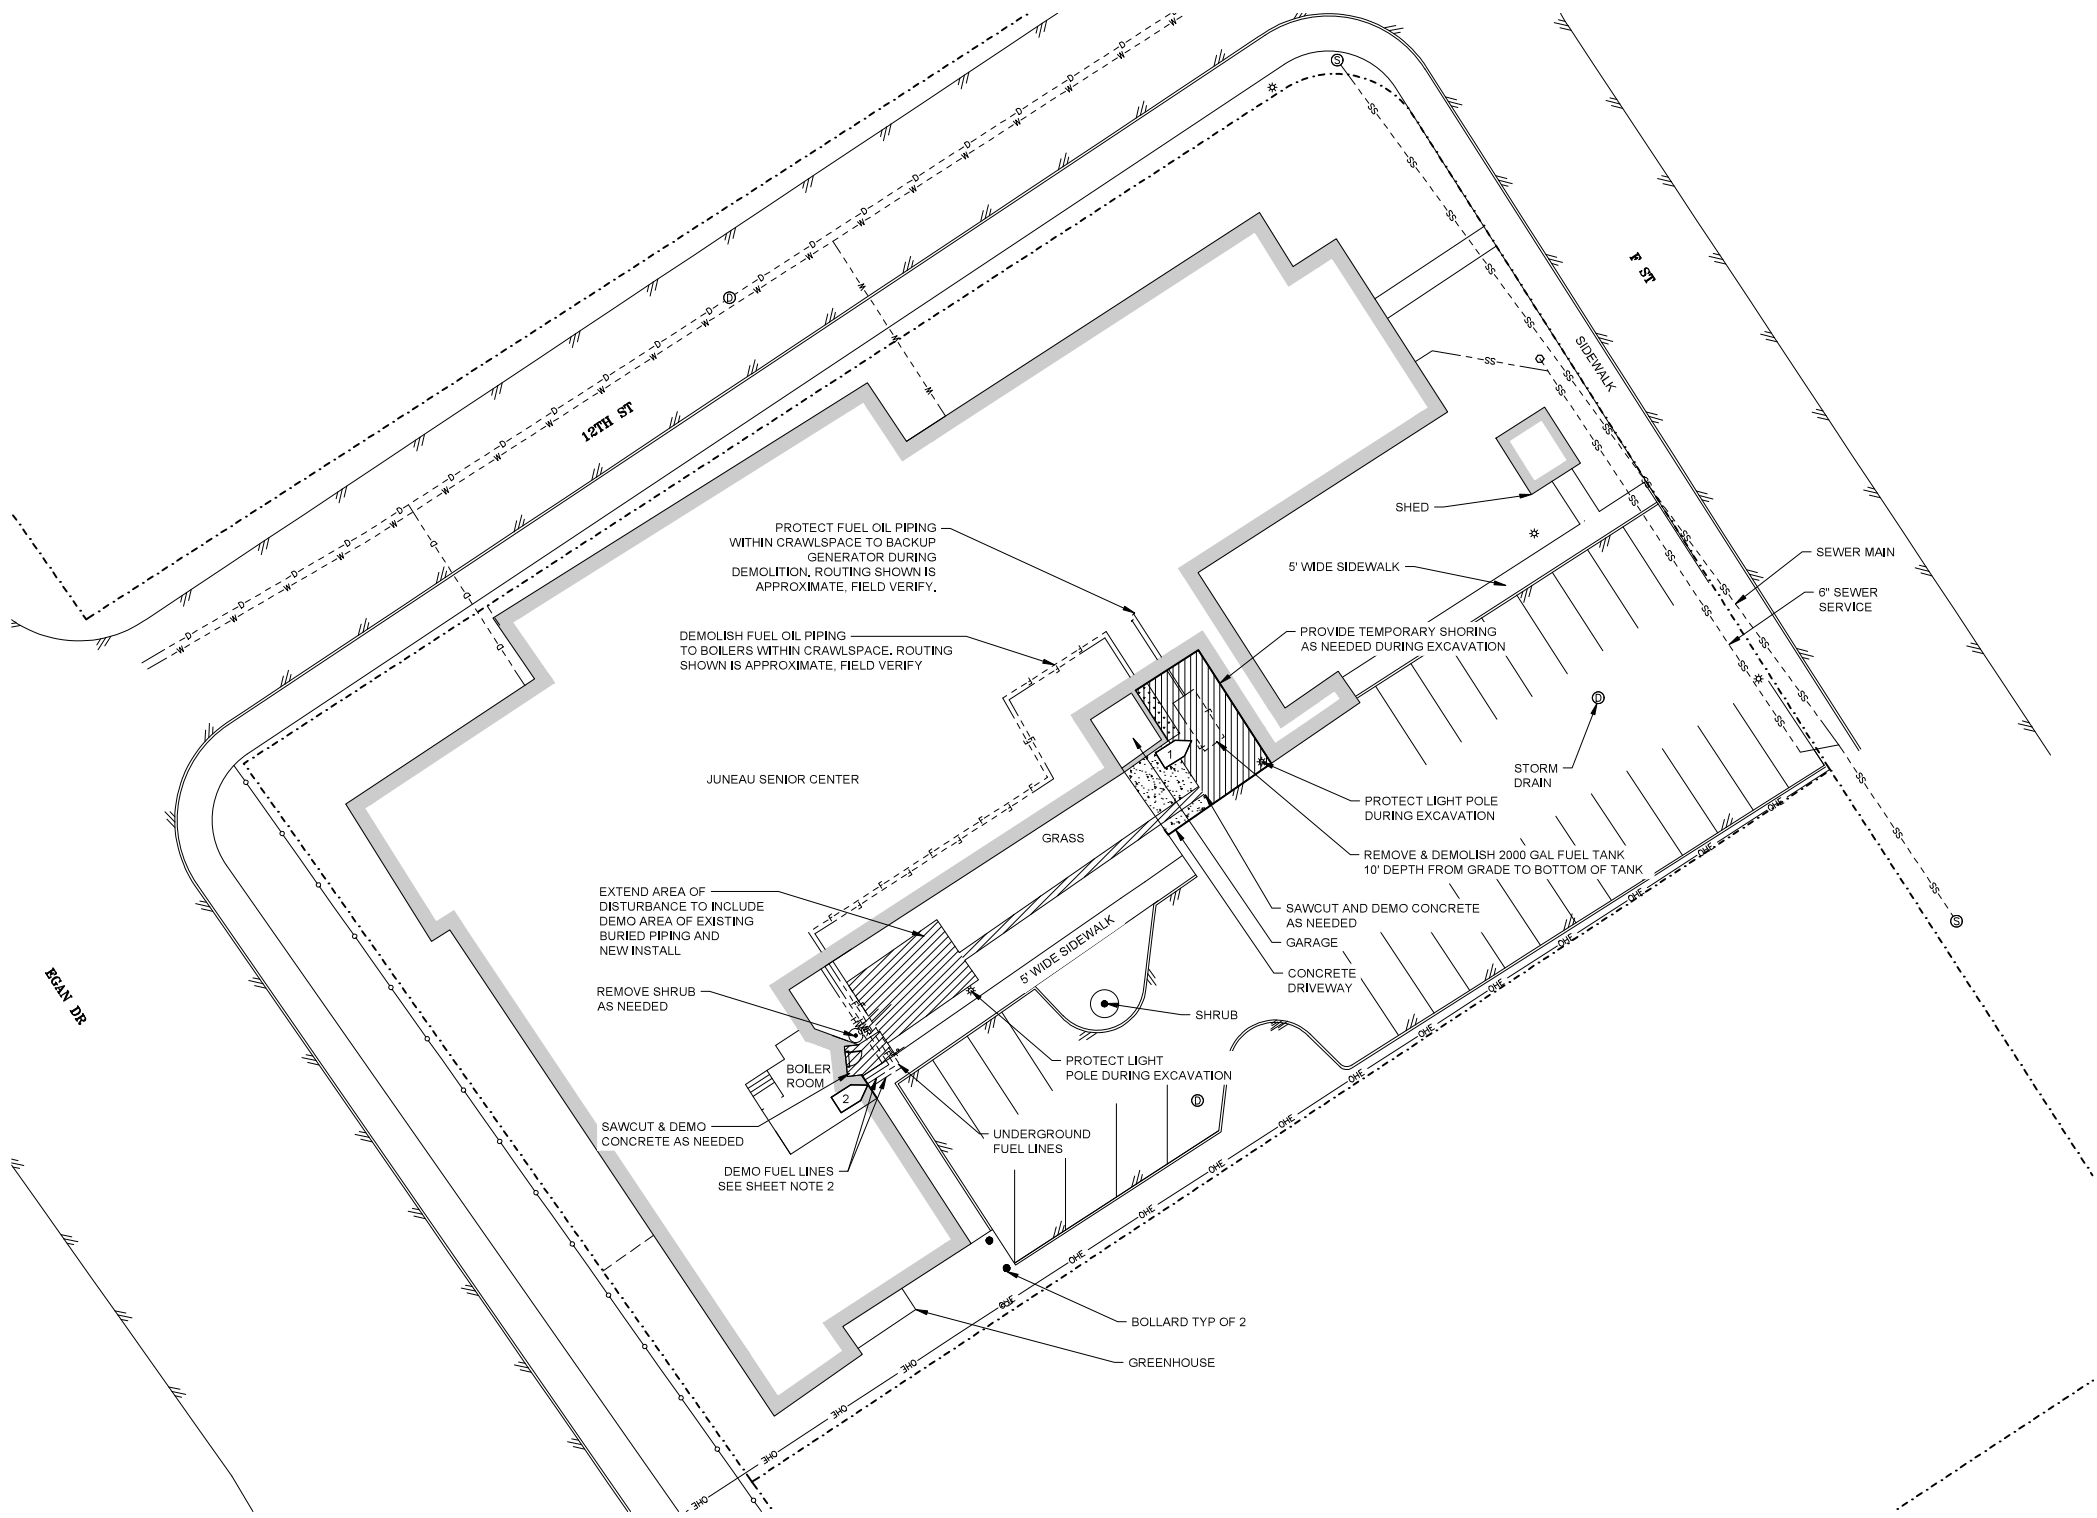 12TH ST
F ST
EGAN DR
SIDEWALK
SHED
5' WIDE SIDEWALK
SEWER MAIN
6" SEWER
SERVICE
PROTECT FUEL OIL PIPING
WITHIN CRAWLSPACE TO BACKUP
GENERATOR DURING
DEMOLITION. ROUTING SHOWN IS
APPROXIMATE, FIELD VERIFY.
DEMOLISH FUEL OIL PIPING
TO BOILERS WITHIN CRAWLSPACE. ROUTING
SHOWN IS APPROXIMATE, FIELD VERIFY
PROVIDE TEMPORARY SHORING
AS NEEDED DURING EXCAVATION
JUNEAU SENIOR CENTER
STORM
DRAIN
1
PROTECT LIGHT POLE
DURING EXCAVATION
GRASS
REMOVE & DEMOLISH 2000 GAL FUEL TANK
10' DEPTH FROM GRADE TO BOTTOM OF TANK
EXTEND AREA OF
DISTURBANCE TO INCLUDE
DEMO AREA OF EXISTING
BURIED PIPING AND
NEW INSTALL
SAWCUT AND DEMO CONCRETE
AS NEEDED
GARAGE
CONCRETE
DRIVEWAY
5' WIDE SIDEWALK
REMOVE SHRUB
AS NEEDED
SHRUB
PROTECT LIGHT
POLE DURING EXCAVATION
BOILER
ROOM
2
SAWCUT & DEMO
CONCRETE AS NEEDED
UNDERGROUND
FUEL LINES
DEMO FUEL LINES
SEE SHEET NOTE 2
BOLLARD TYP OF 2
GREENHOUSE